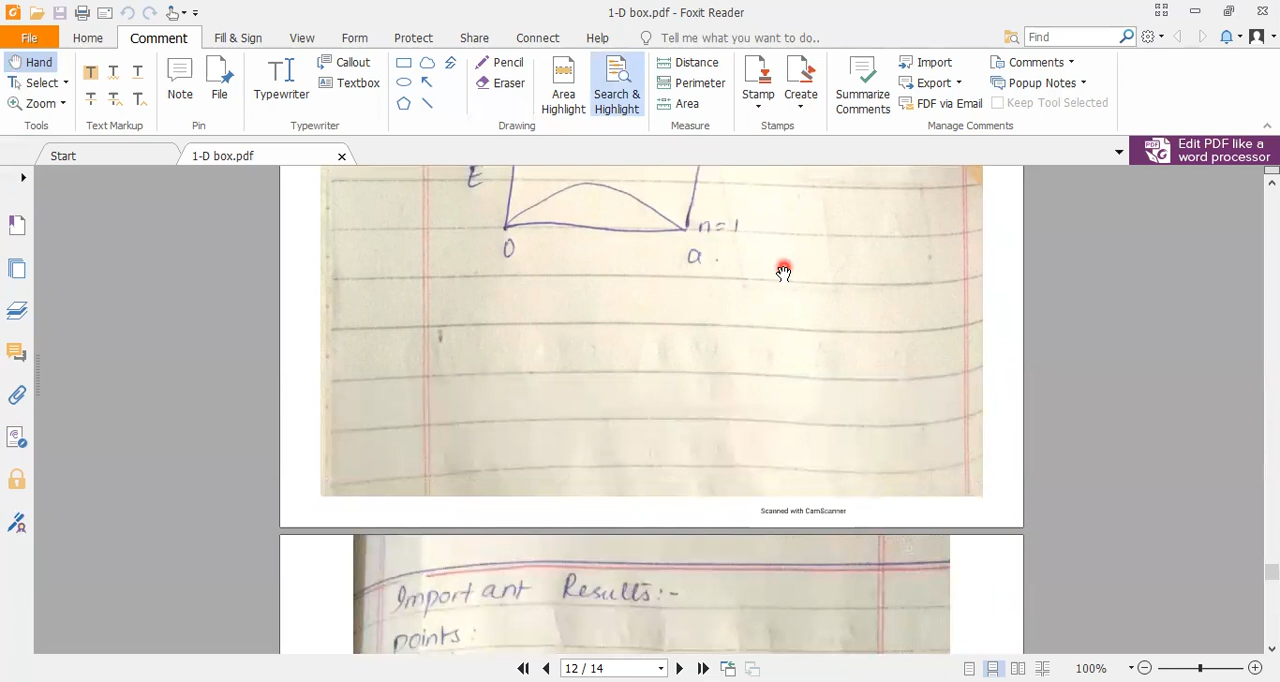 1-D box.pdf - Foxit Reader
File Home Comment Fill & Sign View Form Protect Share Connect Help Tell me what you want to do.. Find
Hand
Select
Zoom
Tools
T T T
T T T
Text Markup
Note
File
Pin
Typewriter
Callout
Textbox
Typewriter
Pencil
Eraser
Area Highlight
Search & Highlight
Drawing
Distance
Perimeter
Area
Measure
Stamp
Create
Stamps
Summarize Comments
Import
Export
FDF via Email
Comments
Popup Notes
Keep Tool Selected
Manage Comments
Start
1-D box.pdf
Edit PDF like a word processor
E
n=1
0
a.
Scanned with CamScanner
Important Results:-
points:
12 / 14
100%